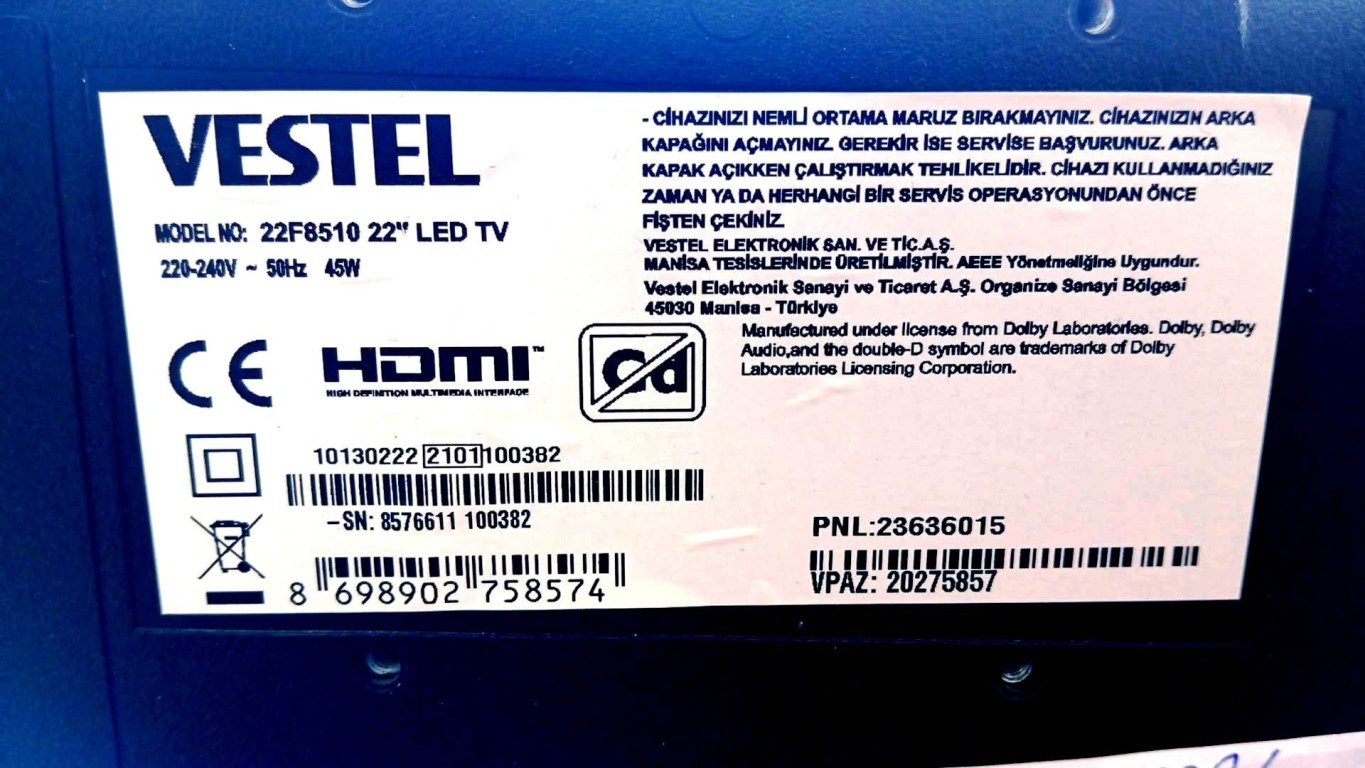 VESTEL
MODEL NO: 22F8510 22" LED TV
220-240V ~ 50Hz 45W
- CİHAZINIZI NEMLİ ORTAMA MARUZ BIRAKMAYINIZ. CİHAZINIZIN ARKA
KAPAĞINI AÇMAYINIZ. GEREKİR İSE SERVİSE BAŞVURUNUZ. ARKA
KAPAK AÇIKKEN ÇALIŞTIRMAK TEHLİKELİDİR. CİHAZI KULLANMADIĞINIZ
ZAMAN YA DA HERHANGİ BİR SERVİS OPERASYONUNDAN ÖNCE
FİŞTEN ÇEKİNİZ.
VESTEL ELEKTRONİK SAN. VE TİC.A.Ş.
MANİSA TESİSLERİNDE ÜRETİLMİŞTİR. AEEE Yönetmeliğine Uygundur.
Vestel Elektronik Sanayi ve Ticaret A.Ş. Organize Sanayi Bölgesi
45030 Manisa - Türkiye
Manufactured under license from Dolby Laboratories. Dolby, Dolby
Audio,and the double-D symbol are trademarks of Dolby
Laboratories Licensing Corporation.
CE
HDMI™
HIGH DEFINITION MULTIMEDIA INTERFACE
Cd
10130222 2101 100382
-SN: 8576611 100382
8 698902 758574
PNL:23636015
VPAZ: 20275857